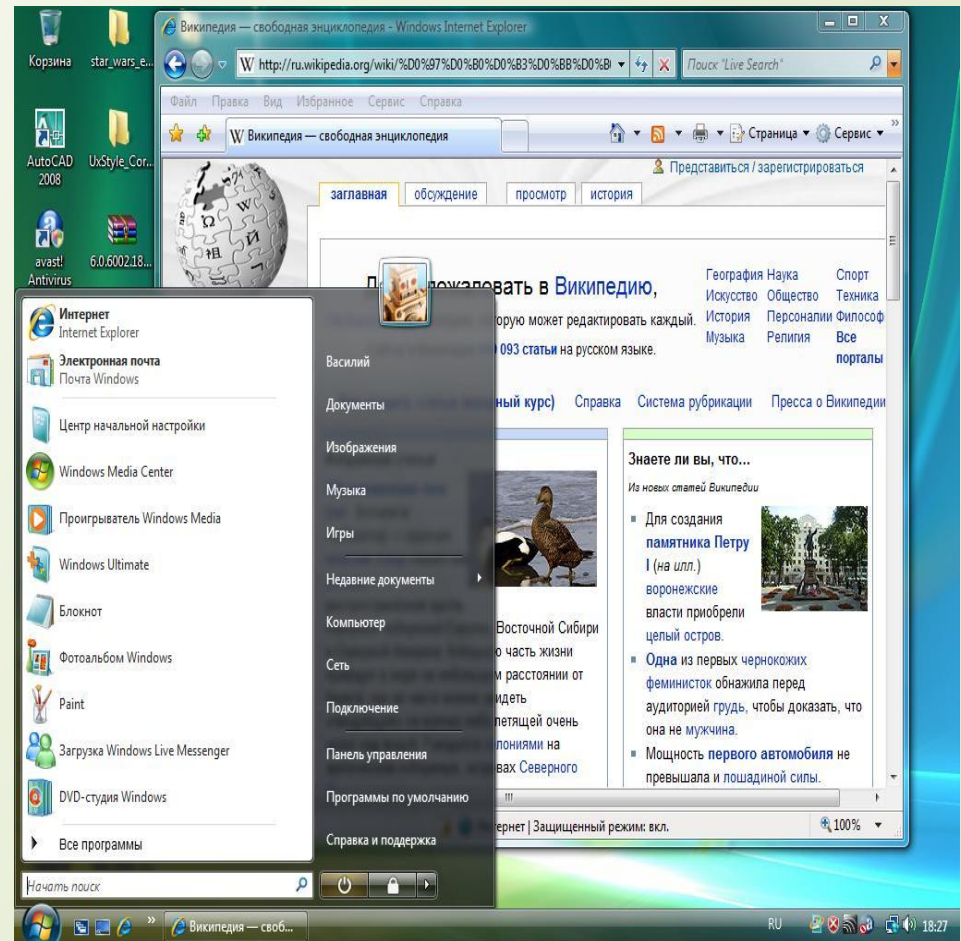 Корзина
star_wars_e...
AutoCAD 2008
UxStyle_Cor...
avast! Antivirus
6.0.6002.18...
Википедия — свободная энциклопедия - Windows Internet Explorer
http://ru.wikipedia.org/wiki/%D0%97%D0%B0%D0%B3%D0%BB%D0%B
Поиск "Live Search"
Файл Правка Вид Избранное Сервис Справка
Википедия — свободная энциклопедия
Страница Сервис
Представиться / зарегистрироваться
заглавная обсуждение просмотр история
вать в Википедию,
орую может редактировать каждый.
093 статьи на русском языке.
География Наука Спорт
Искусство Общество Техника
История Персоналии Философ
Музыка Религия Все порталы
ный курс) Справка Система рубрикации Пресса о Википедии
Восточной Сибири
часть жизни
м расстоянии от
идеть
летящей очень
лониями на
вах Северного
Знаете ли вы, что...
Из новых статей Википедии
Для создания
памятника Петру
I (на илл.)
воронежские
власти приобрели
целый остров.
Одна из первых чернокожих
феминисток обнажила перед
аудиторией грудь, чтобы доказать, что
она не мужчина.
Мощность первого автомобиля не
превышала и лошадиной силы.
ернет | Защищенный режим: вкл.
100%
Интернет
Internet Explorer
Электронная почта
Почта Windows
Центр начальной настройки
Windows Media Center
Проигрыватель Windows Media
Windows Ultimate
Блокнот
Фотоальбом Windows
Paint
Загрузка Windows Live Messenger
DVD-студия Windows
Все программы
Начать поиск
Василий
Документы
Изображения
Музыка
Игры
Недавние документы
Компьютер
Сеть
Подключение
Панель управления
Программы по умолчанию
Справка и поддержка
Википедия — своб...
RU
18:27